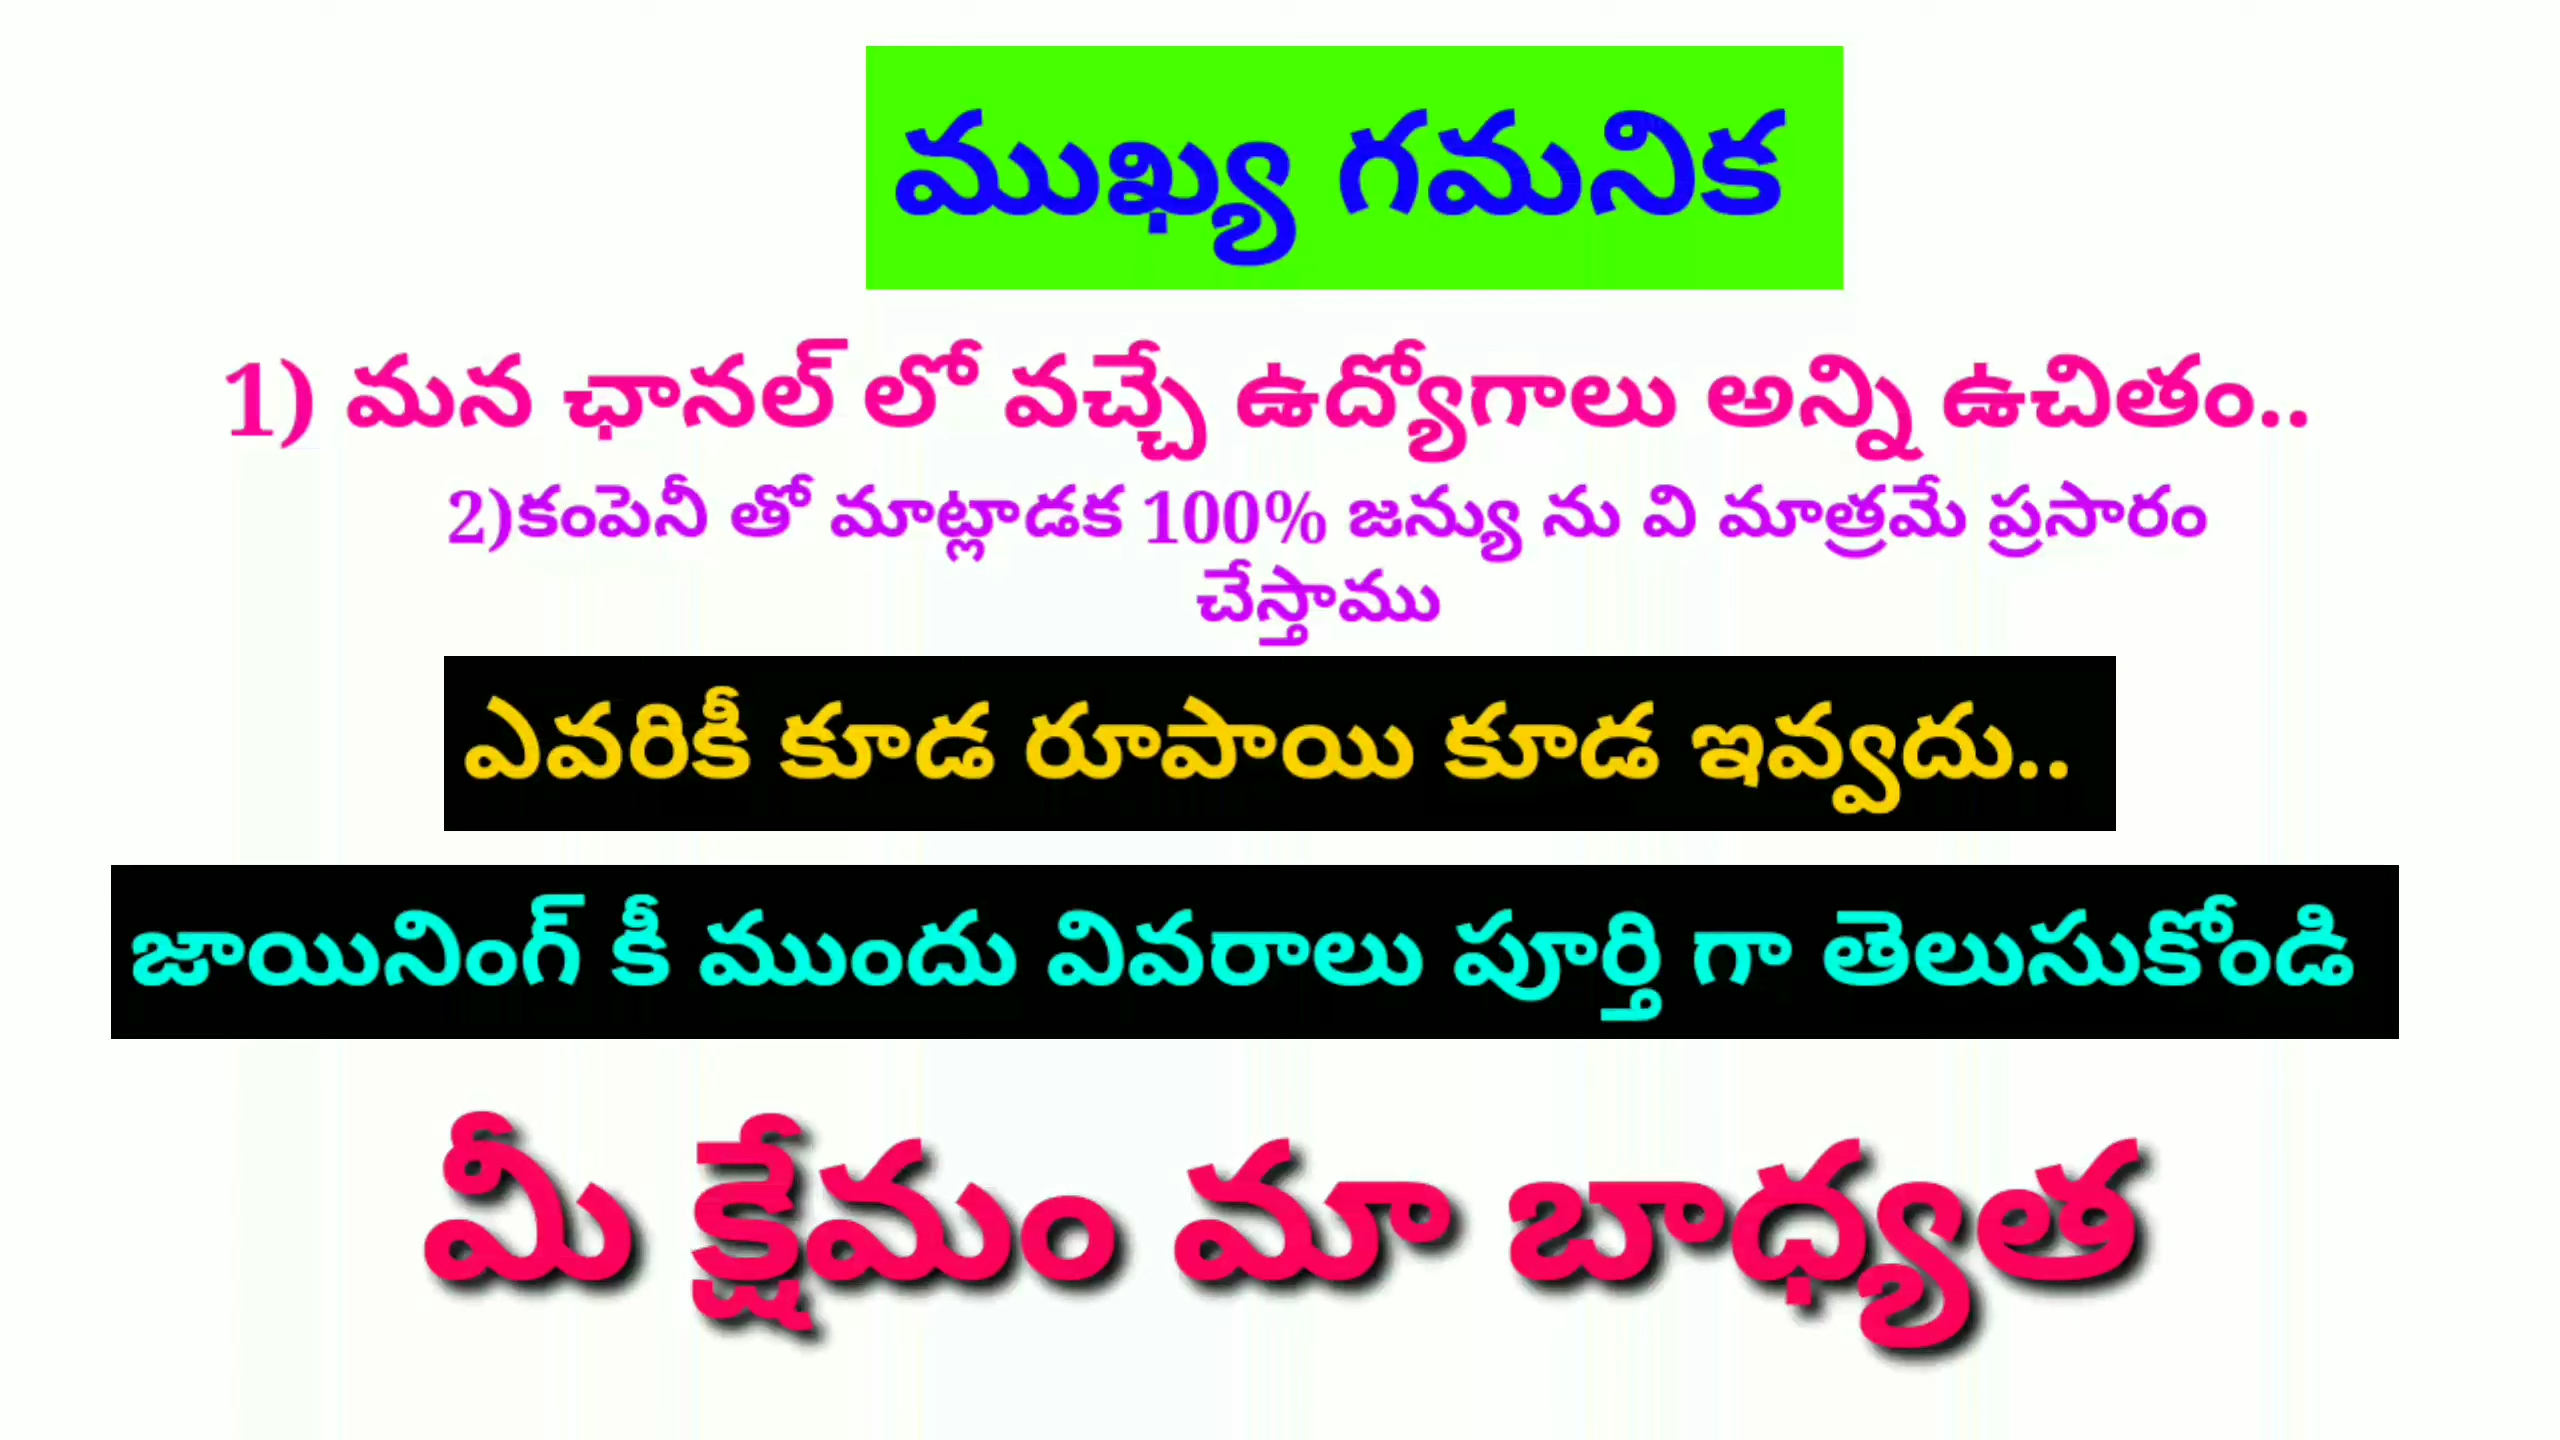 ముఖ్య గమనిక
1) మన ఛానల్ లో వచ్చే ఉద్యోగాలు అన్ని ఉచితం..
2)కంపెనీ తో మాట్లాడక 100% జన్యు ను వి మాత్రమే ప్రసారం
చేస్తాము
ఎవరికీ కూడ రూపాయి కూడ ఇవ్వదు..
జాయినింగ్ కీ ముందు వివరాలు పూర్తి గా తెలుసుకోండి
మీ క్షేమం మా బాధ్యత